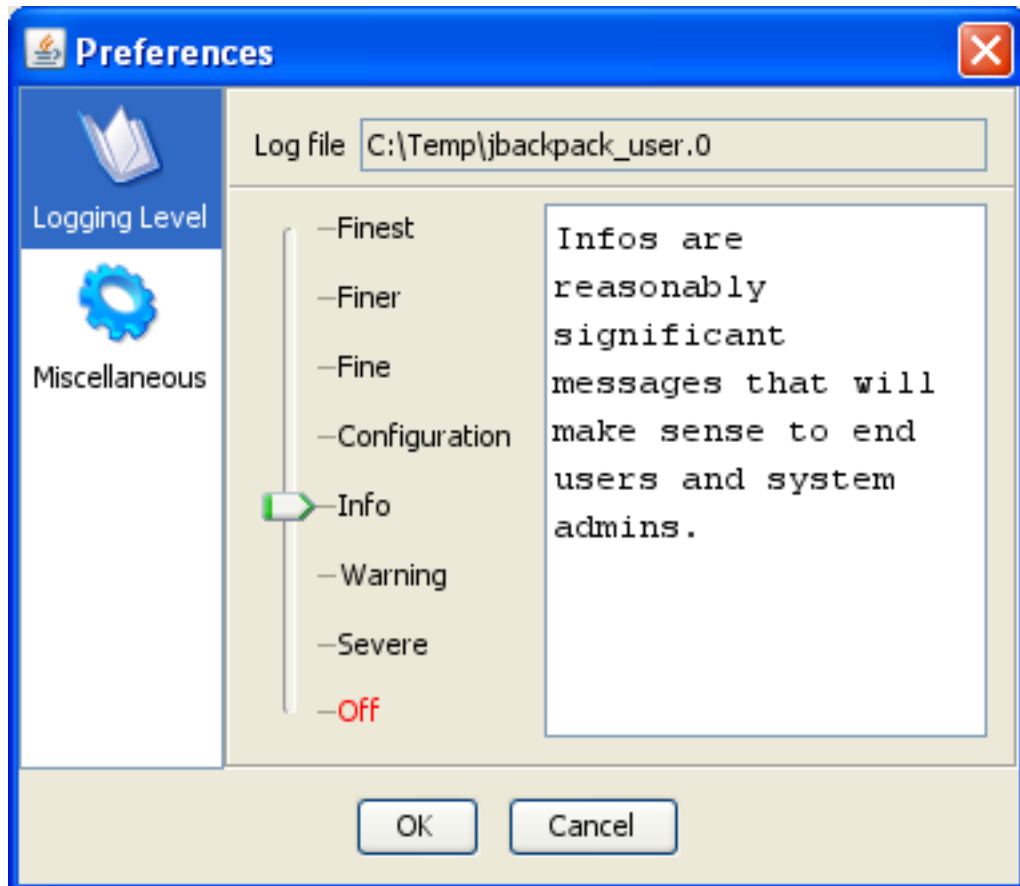 Preferences
Logging Level
Miscellaneous
Log file C:\Temp\jbackpack_user.0
Finest
Finer
Fine
Configuration
Info
Warning
Severe
Off
Infos are
reasonably
significant
messages that will
make sense to end
users and system
admins.
OK Cancel